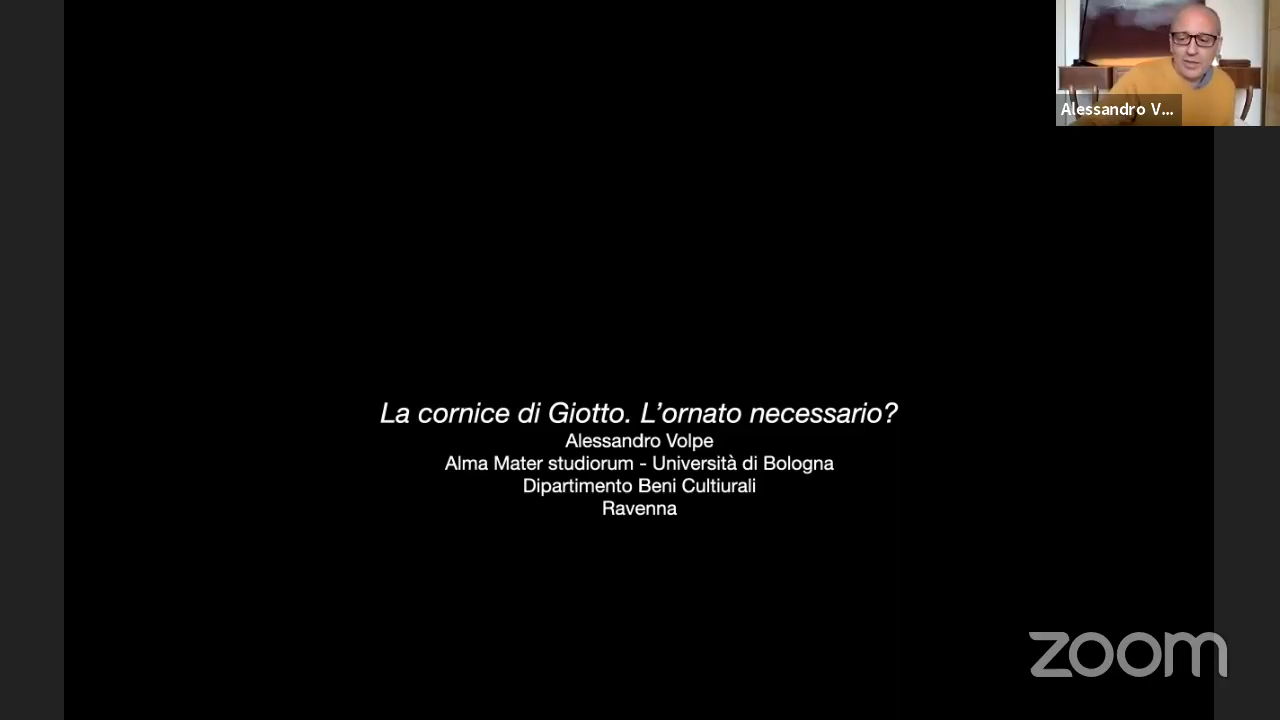 Alessandro V...
La cornice di Giotto. L'ornato necessario?
Alessandro Volpe
Alma Mater studiorum - Università di Bologna
Dipartimento Beni Cultiurali
Ravenna
zoom